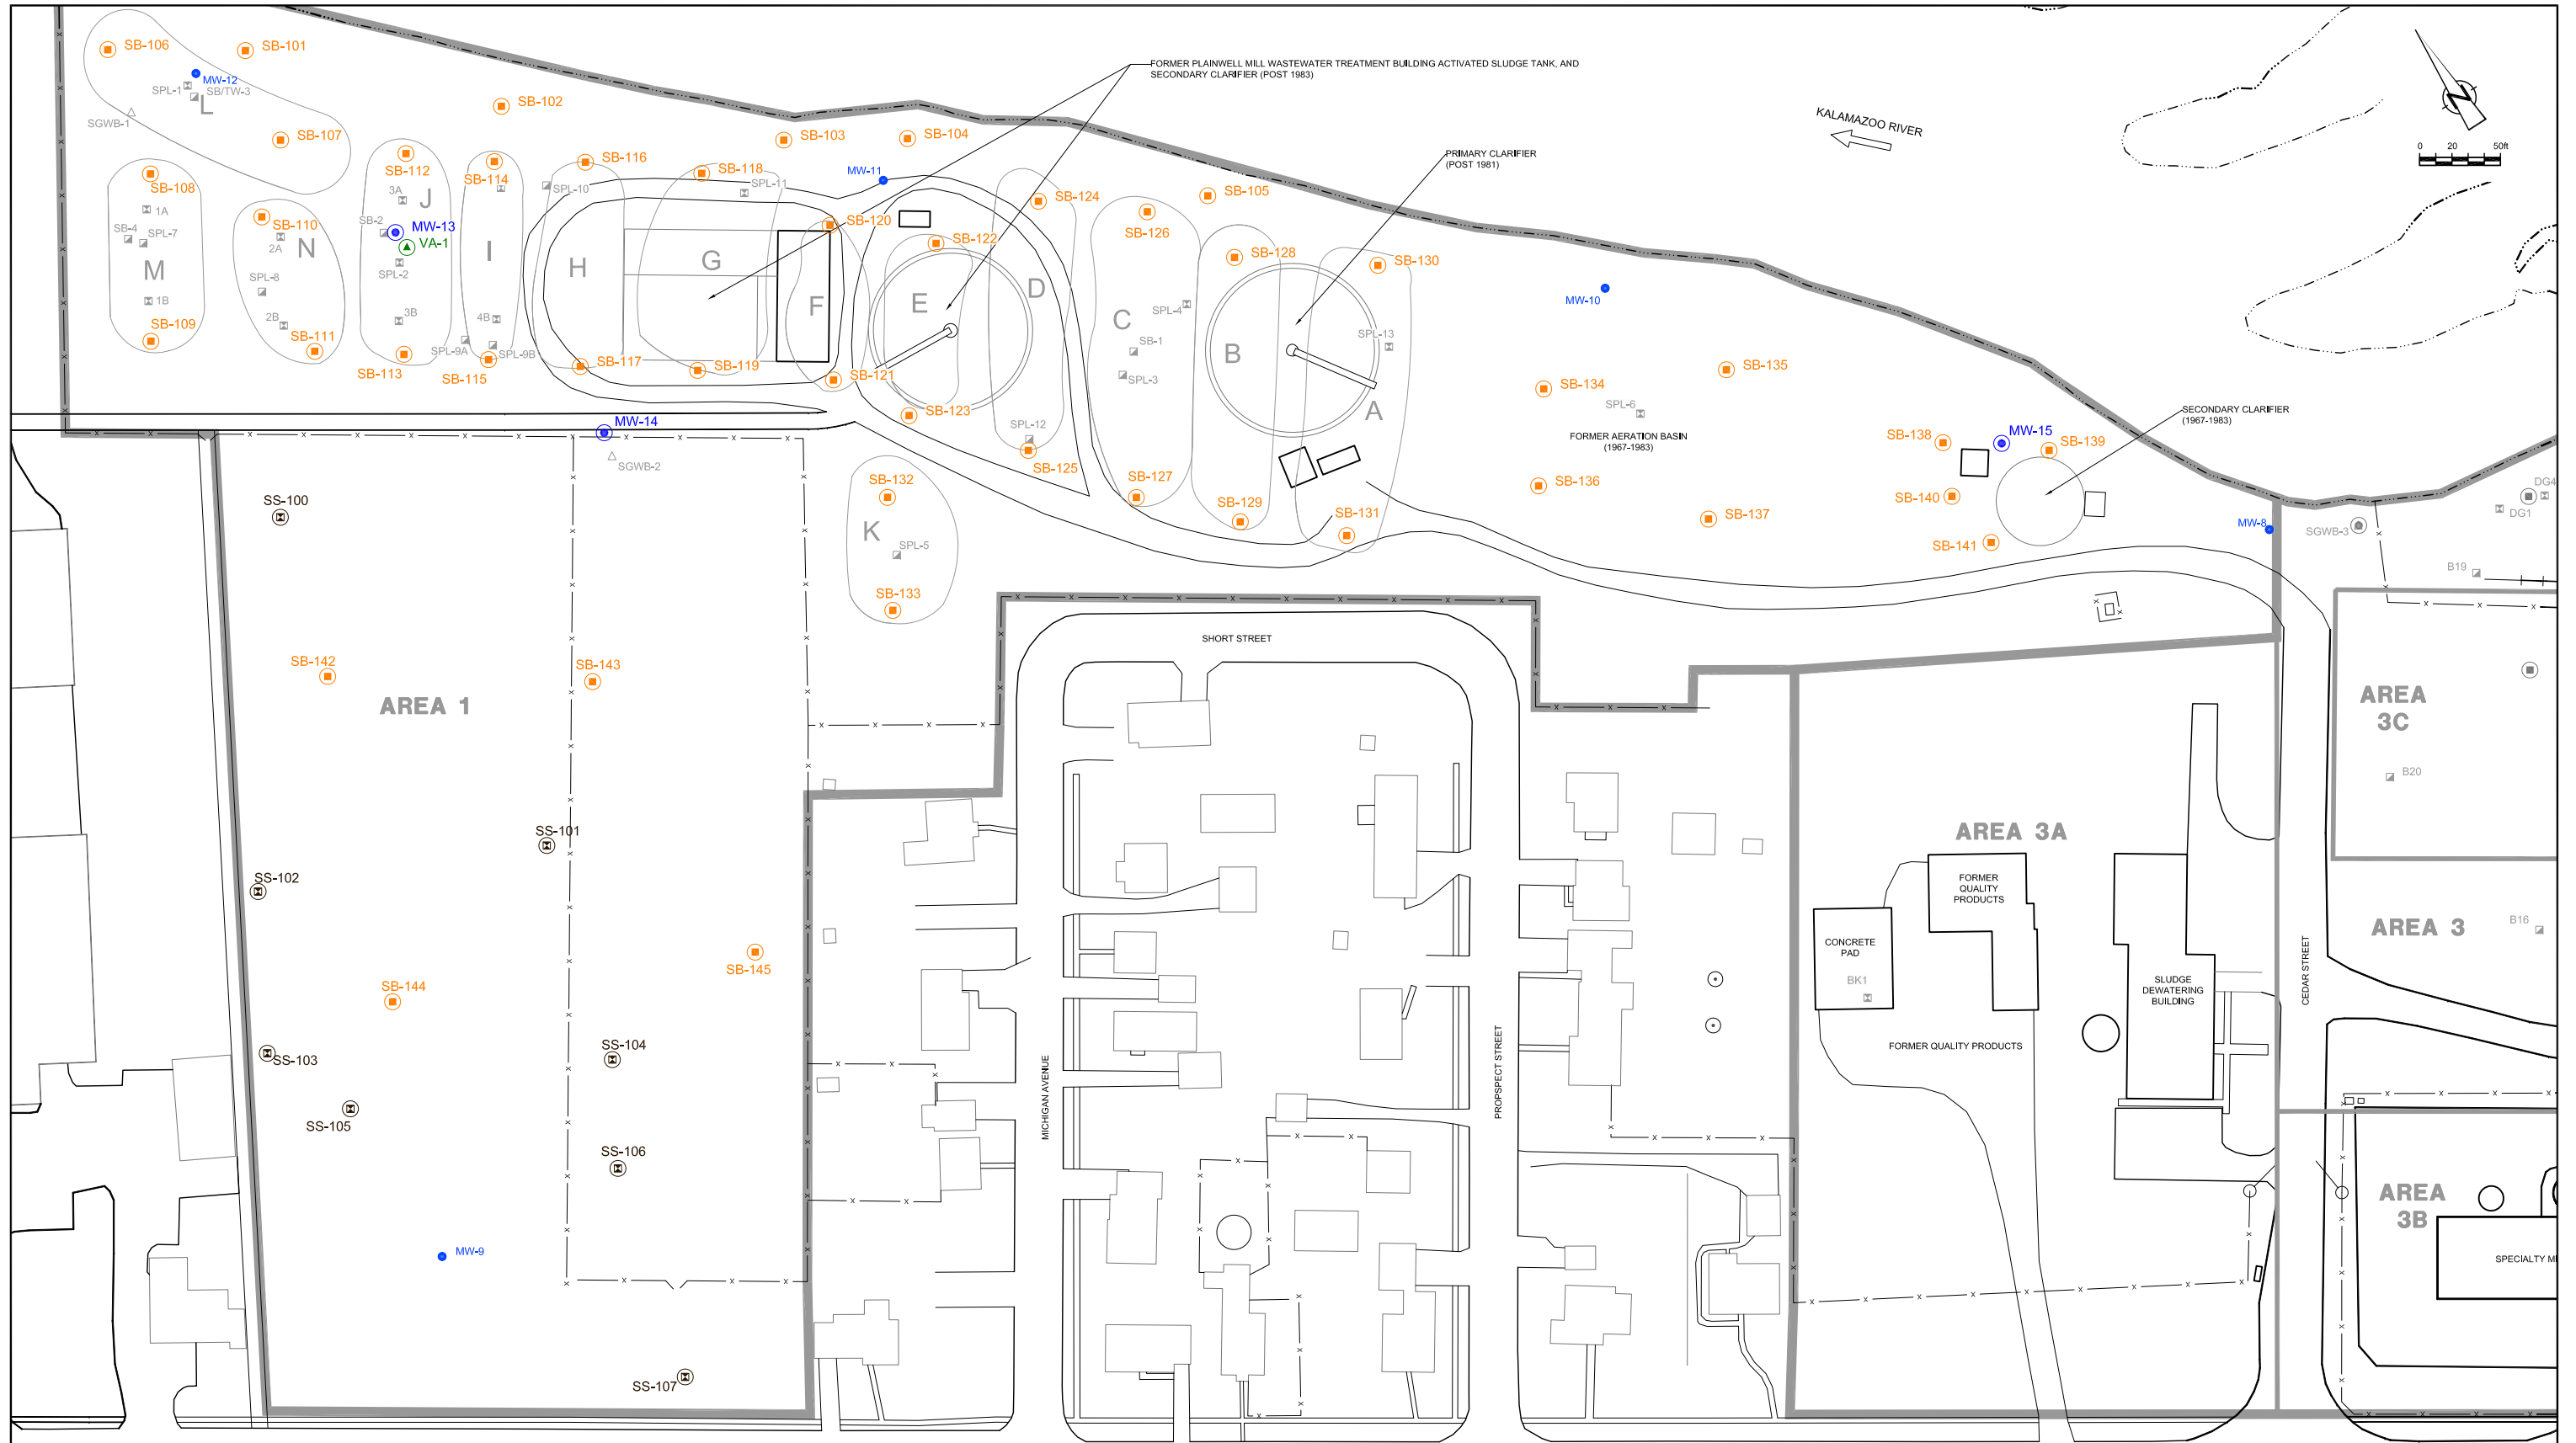 SB-106
SB-101
MW-12
SPL-1
SB/TW-3
L
SGWB-1
SB-107
SB-102
FORMER PLAINWELL MILL WASTEWATER TREATMENT BUILDING ACTIVATED SLUDGE TANK, AND
SECONDARY CLARIFIER (POST 1983)
SB-103
SB-104
KALAMAZOO RIVER
PRIMARY CLARIFIER
(POST 1981)
N
0 20 50ft
SB-108
1A
SB-4
SPL-7
M
1B
SB-109
SB-110
2A
N
SPL-8
2B
SB-111
SB-112
3A
J
SB-2
MW-13
VA-1
SPL-2
3B
SB-113
SB-114
I
4B
SPL-9A
SPL-9B
SB-115
SB-116
SPL-10
H
SB-117
SB-118
SPL-11
G
SB-119
MW-11
SB-120
F
SB-121
SB-122
E
SB-123
SB-124
D
SPL-12
SB-125
SB-105
SB-126
C
SPL-4
SB-1
SPL-3
SB-127
SB-128
B
SB-129
SB-130
SPL-13
A
SB-131
MW-10
SB-134
SB-135
SPL-6
FORMER AERATION BASIN
(1967-1983)
SB-136
SB-137
SECONDARY CLARIFIER
(1967-1983)
SB-138
MW-15
SB-139
SB-140
SB-141
MW-8
SGWB-3
DG4
DG1
B19
MW-14
SGWB-2
SB-132
K
SPL-5
SB-133
SS-100
SB-142
SB-143
AREA 1
SS-101
SS-102
SB-145
SB-144
SS-103
SS-104
SS-105
SS-106
MW-9
SS-107
SHORT STREET
MICHIGAN AVENUE
PROPSPECT STREET
AREA 3A
FORMER
QUALITY
PRODUCTS
CONCRETE
PAD
BK1
SLUDGE
DEWATERING
BUILDING
FORMER QUALITY PRODUCTS
CEDAR STREET
AREA
3C
B20
AREA 3
B16
AREA
3B
SPECIALTY MI